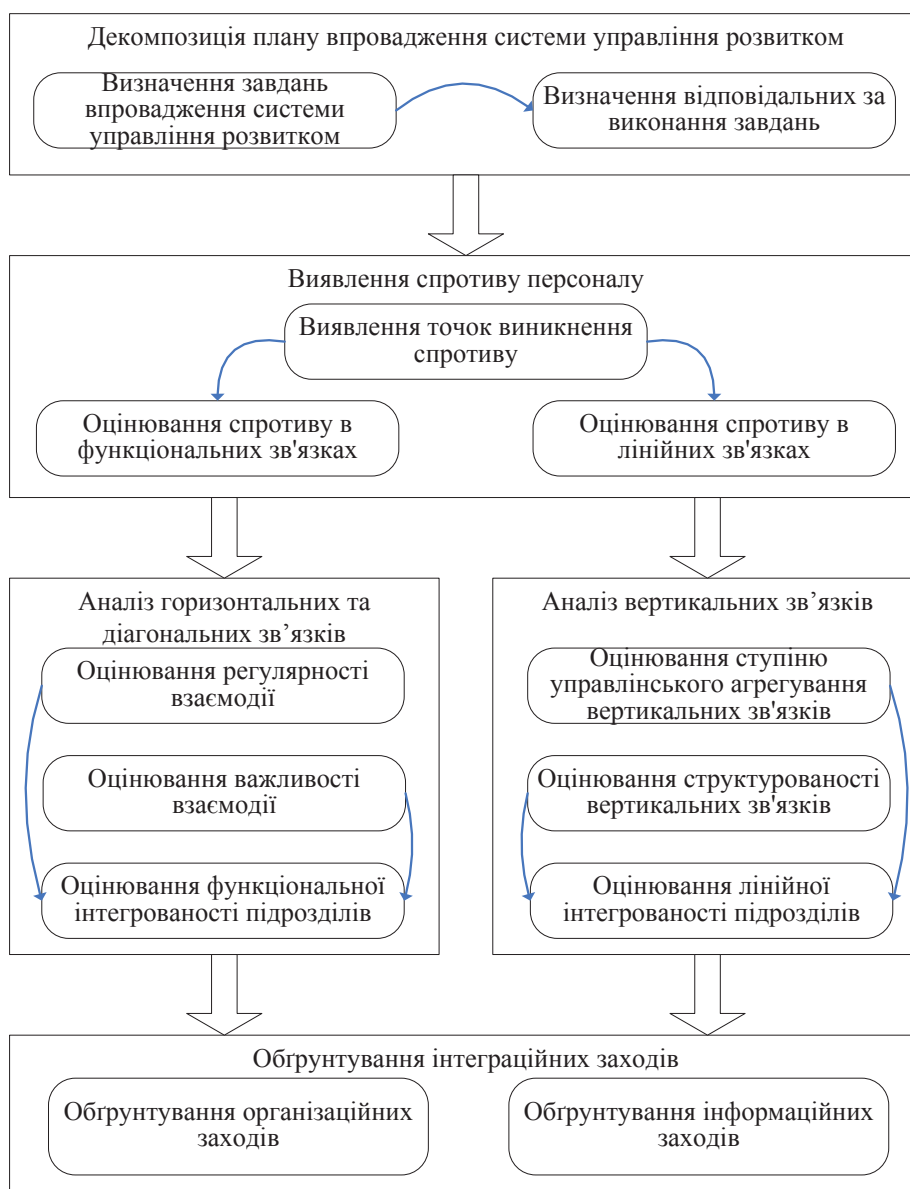 Декомпозиція плану впровадження системи управління розвитком
Визначення завдань
впровадження системи
управління розвитком
Визначення відповідальних за
виконання завдань
Виявлення спротиву персоналу
Виявлення точок виникнення
спротиву
Оцінювання спротиву в
функціональних зв'язках
Оцінювання спротиву в
лінійних зв'язках
Аналіз горизонтальних та
діагональних зв’язків
Оцінювання регулярності
взаємодії
Оцінювання важливості
взаємодії
Оцінювання функціональної
інтегрованості підрозділів
Аналіз вертикальних зв’язків
Оцінювання ступіню
управлінського агрегування
вертикальних зв'язків
Оцінювання структурованості
вертикальних зв'язків
Оцінювання лінійної
інтегрованості підрозділів
Обґрунтування інтеграційних заходів
Обґрунтування організаційних
заходів
Обґрунтування інформаційних
заходів